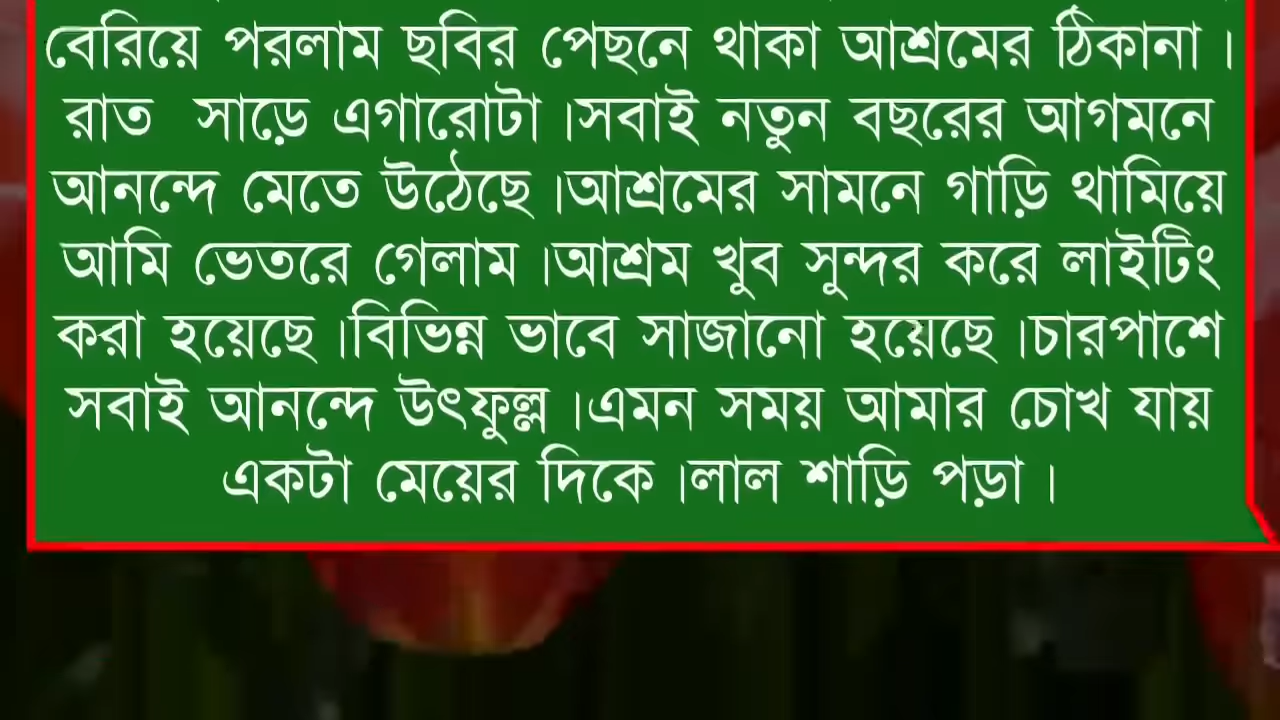 বেরিয়ে পরলাম ছবির পেছনে থাকা আশ্রমের ঠিকানা ।
রাত সাড়ে এগারোটা ।সবাই নতুন বছরের আগমনে
আনন্দে মেতে উঠেছে ।আশ্রমের সামনে গাড়ি থামিয়ে
আমি ভেতরে গেলাম ।আশ্রম খুব সুন্দর করে লাইটিং
করা হয়েছে ।বিভিন্ন ভাবে সাজানো হয়েছে ।চারপাশে
সবাই আনন্দে উৎফুল্ল ।এমন সময় আমার চোখ যায়
একটা মেয়ের দিকে ।লাল শাড়ি পড়া ।